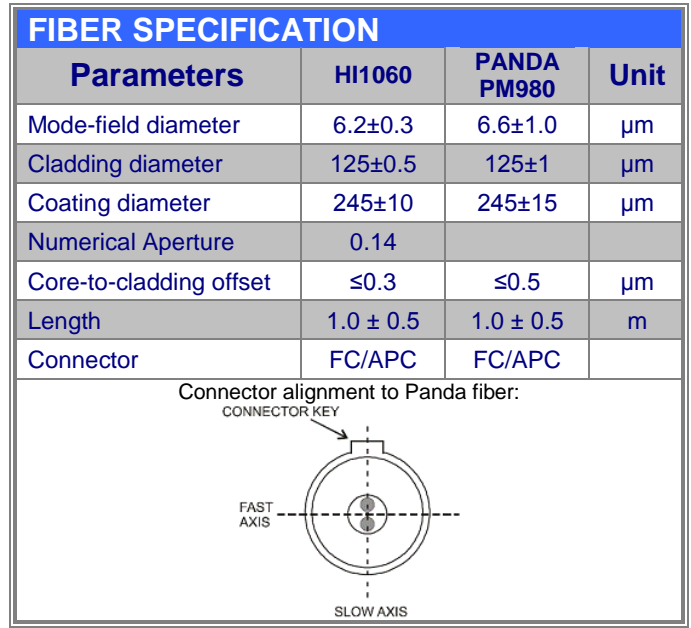 FIBER SPECIFICATION
Parameters HI1060 PANDA PM980 Unit
Mode-field diameter 6.2±0.3 6.6±1.0 µm
Cladding diameter 125±0.5 125±1 µm
Coating diameter 245±10 245±15 µm
Numerical Aperture 0.14
Core-to-cladding offset ≤0.3 ≤0.5 µm
Length 1.0 ± 0.5 1.0 ± 0.5 m
Connector FC/APC FC/APC
Connector alignment to Panda fiber:
CONNECTOR KEY
FAST
AXIS
SLOW AXIS